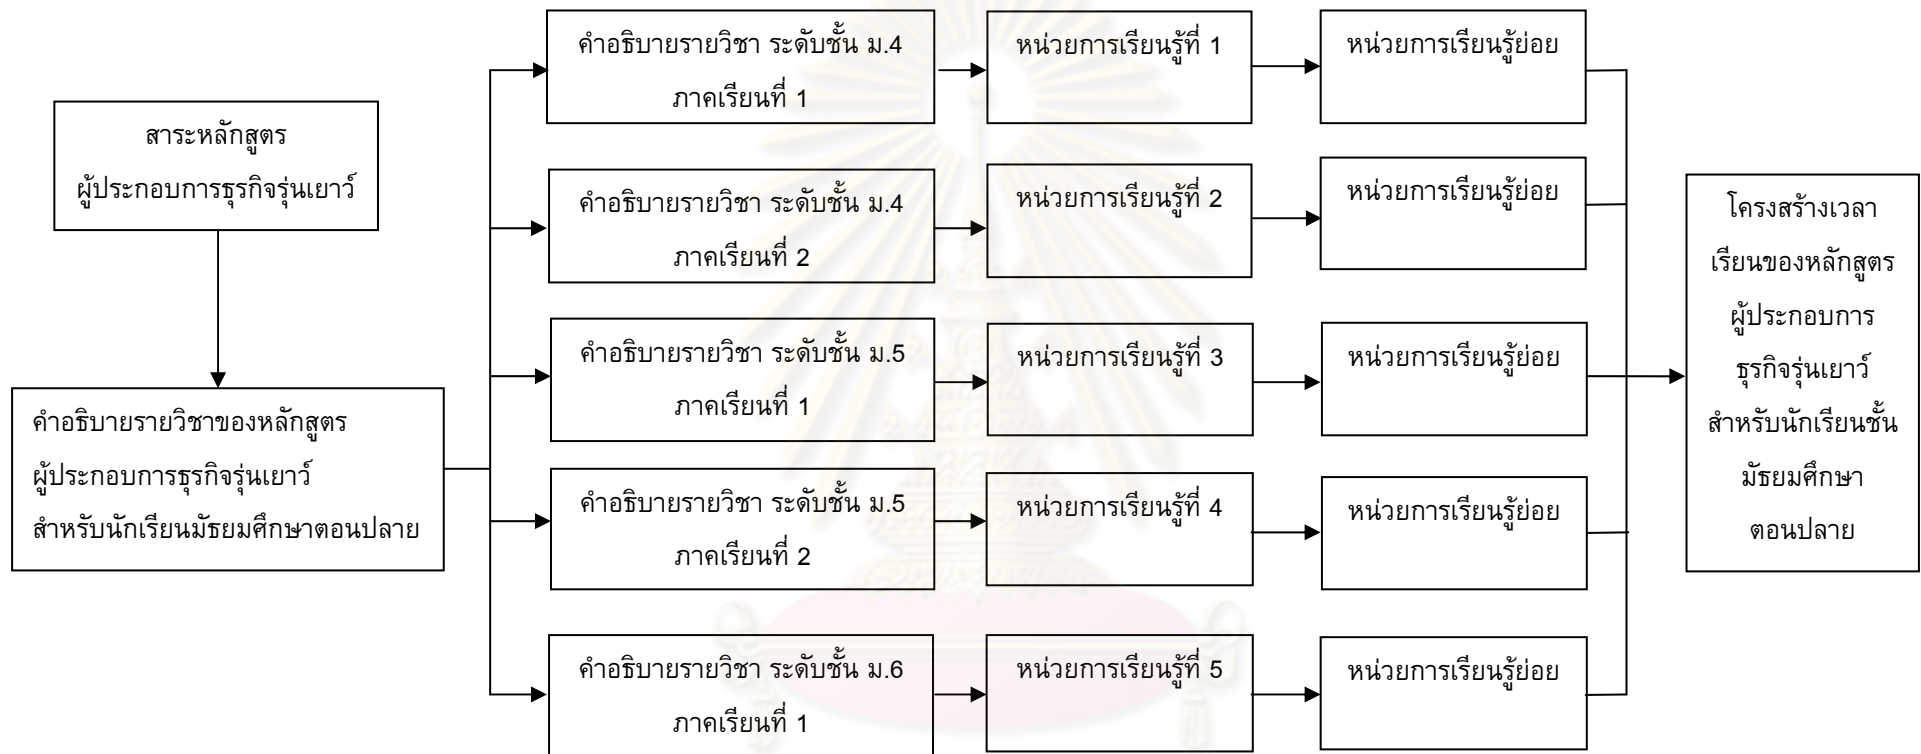 สาระหลักสูตร
ผู้ประกอบการธุรกิจรุ่นเยาว์
คำอธิบายรายวิชาของหลักสูตร
ผู้ประกอบการธุรกิจรุ่นเยาว์
สำหรับนักเรียนมัธยมศึกษาตอนปลาย
คำอธิบายรายวิชา ระดับชั้น ม.4
ภาคเรียนที่ 1
หน่วยการเรียนรู้ที่ 1
หน่วยการเรียนรู้ย่อย
คำอธิบายรายวิชา ระดับชั้น ม.4
ภาคเรียนที่ 2
หน่วยการเรียนรู้ที่ 2
หน่วยการเรียนรู้ย่อย
คำอธิบายรายวิชา ระดับชั้น ม.5
ภาคเรียนที่ 1
หน่วยการเรียนรู้ที่ 3
หน่วยการเรียนรู้ย่อย
คำอธิบายรายวิชา ระดับชั้น ม.5
ภาคเรียนที่ 2
หน่วยการเรียนรู้ที่ 4
หน่วยการเรียนรู้ย่อย
คำอธิบายรายวิชา ระดับชั้น ม.6
ภาคเรียนที่ 1
หน่วยการเรียนรู้ที่ 5
หน่วยการเรียนรู้ย่อย
โครงสร้างเวลา
เรียนของหลักสูตร
ผู้ประกอบการ
ธุรกิจรุ่นเยาว์
สำหรับนักเรียนชั้น
มัธยมศึกษา
ตอนปลาย